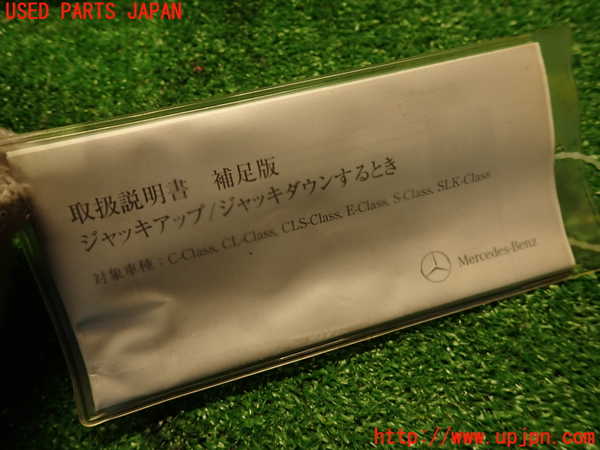 USED PARTS JAPAN
取扱説明書 補足版
ジャッキアップ/ジャッキダウンするとき
対象車種：C-Class, CL-Class, CLS-Class, E-Class, S-Class, SLK-Class
Mercedes-Benz
http://www.upjpn.com/